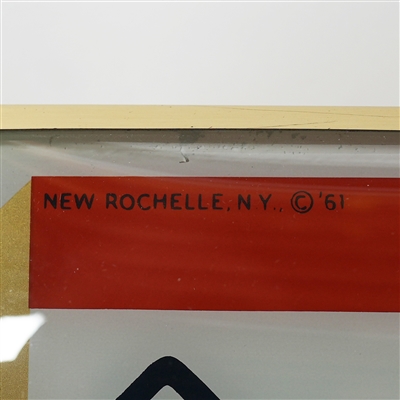 NEW ROCHELLE, N.Y., © '61